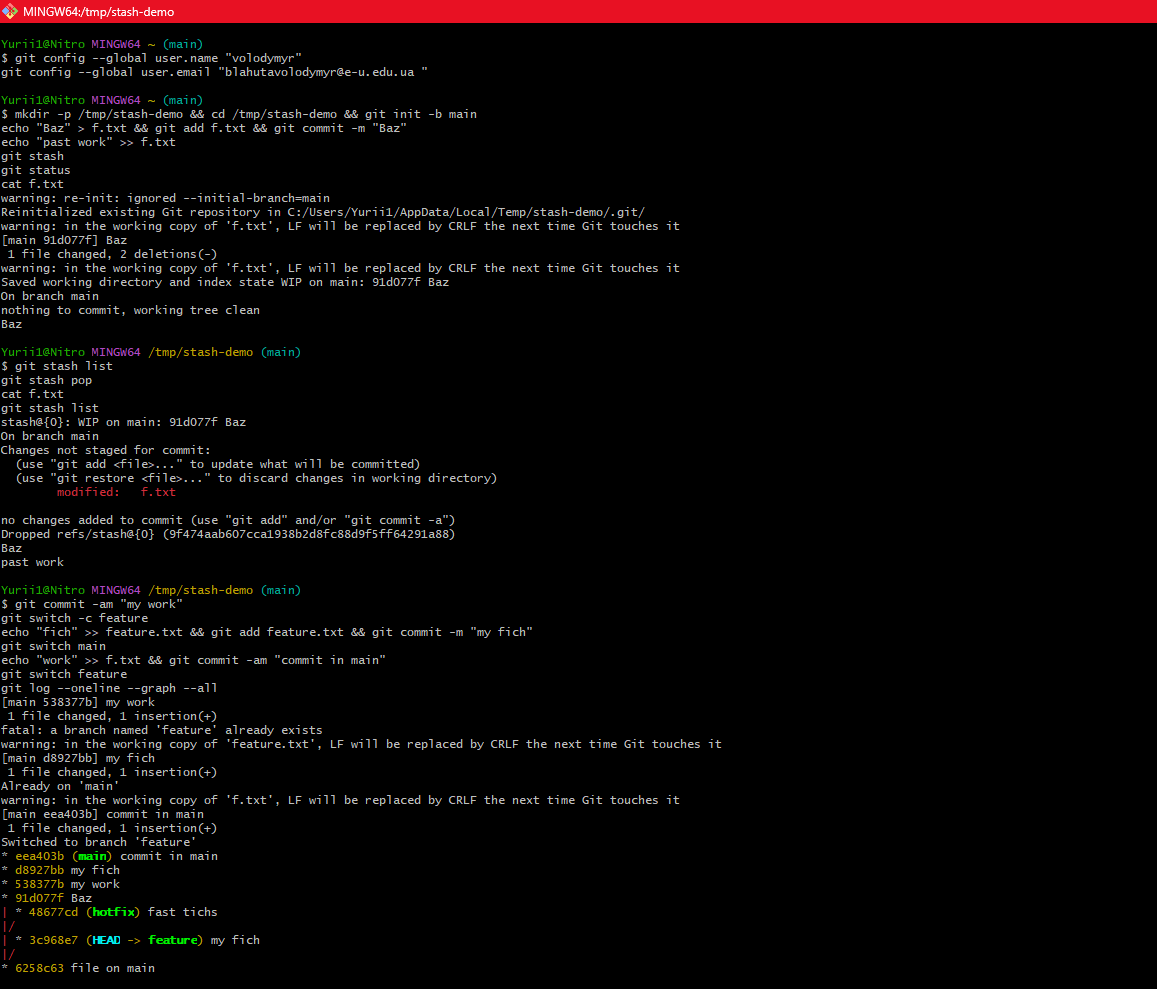 MINGW64:/tmp/stash-demo
Yurii1@Nitro MINGW64 ~ (main)
$ git config --global user.name "volodymyr"
git config --global user.email "blahutavolodymyr@e-u.edu.ua "
Yurii1@Nitro MINGW64 ~ (main)
$ mkdir -p /tmp/stash-demo && cd /tmp/stash-demo && git init -b main
echo "Baz" > f.txt && git add f.txt && git commit -m "Baz"
echo "past work" >> f.txt
git stash
git status
cat f.txt
warning: re-init: ignored --initial-branch=main
Reinitialized existing Git repository in C:/Users/Yurii1/AppData/Local/Temp/stash-demo/.git/
warning: in the working copy of 'f.txt', LF will be replaced by CRLF the next time Git touches it
[main 91d077f] Baz
 1 file changed, 2 deletions(-)
warning: in the working copy of 'f.txt', LF will be replaced by CRLF the next time Git touches it
Saved working directory and index state WIP on main: 91d077f Baz
On branch main
nothing to commit, working tree clean
Baz
Yurii1@Nitro MINGW64 /tmp/stash-demo (main)
$ git stash list
git stash pop
cat f.txt
git stash list
stash@{0}: WIP on main: 91d077f Baz
On branch main
Changes not staged for commit:
  (use "git add <file>..." to update what will be committed)
  (use "git restore <file>..." to discard changes in working directory)
        modified:   f.txt
no changes added to commit (use "git add" and/or "git commit -a")
Dropped refs/stash@{0} (9f474aab607cca1938b2d8fc88d9f5ff64291a88)
Baz
past work
Yurii1@Nitro MINGW64 /tmp/stash-demo (main)
$ git commit -am "my work"
git switch -c feature
echo "fich" >> feature.txt && git add feature.txt && git commit -m "my fich"
git switch main
echo "work" >> f.txt && git commit -am "commit in main"
git switch feature
git log --oneline --graph --all
[main 538377b] my work
 1 file changed, 1 insertion(+)
fatal: a branch named 'feature' already exists
warning: in the working copy of 'feature.txt', LF will be replaced by CRLF the next time Git touches it
[main d8927bb] my fich
 1 file changed, 1 insertion(+)
Already on 'main'
warning: in the working copy of 'f.txt', LF will be replaced by CRLF the next time Git touches it
[main eea403b] commit in main
 1 file changed, 1 insertion(+)
Switched to branch 'feature'
* eea403b (main) commit in main
* d8927bb my fich
* 538377b my work
* 91d077f Baz
| * 48677cd (hotfix) fast tichs
|/
| * 3c968e7 (HEAD -> feature) my fich
|/
* 6258c63 file on main